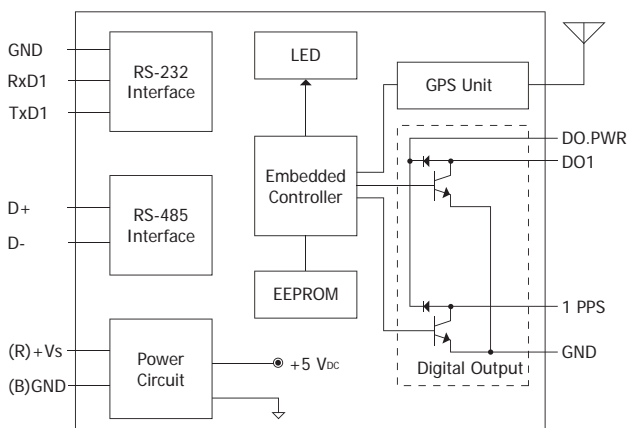 GND
RxD1
TxD1
RS-232
Interface
LED
GPS Unit
DO.PWR
DO1
Embedded
Controller
D+
D-
RS-485
Interface
EEPROM
1 PPS
GND
Digital Output
(R)+Vs
(B)GND
Power
Circuit
+5 VDC